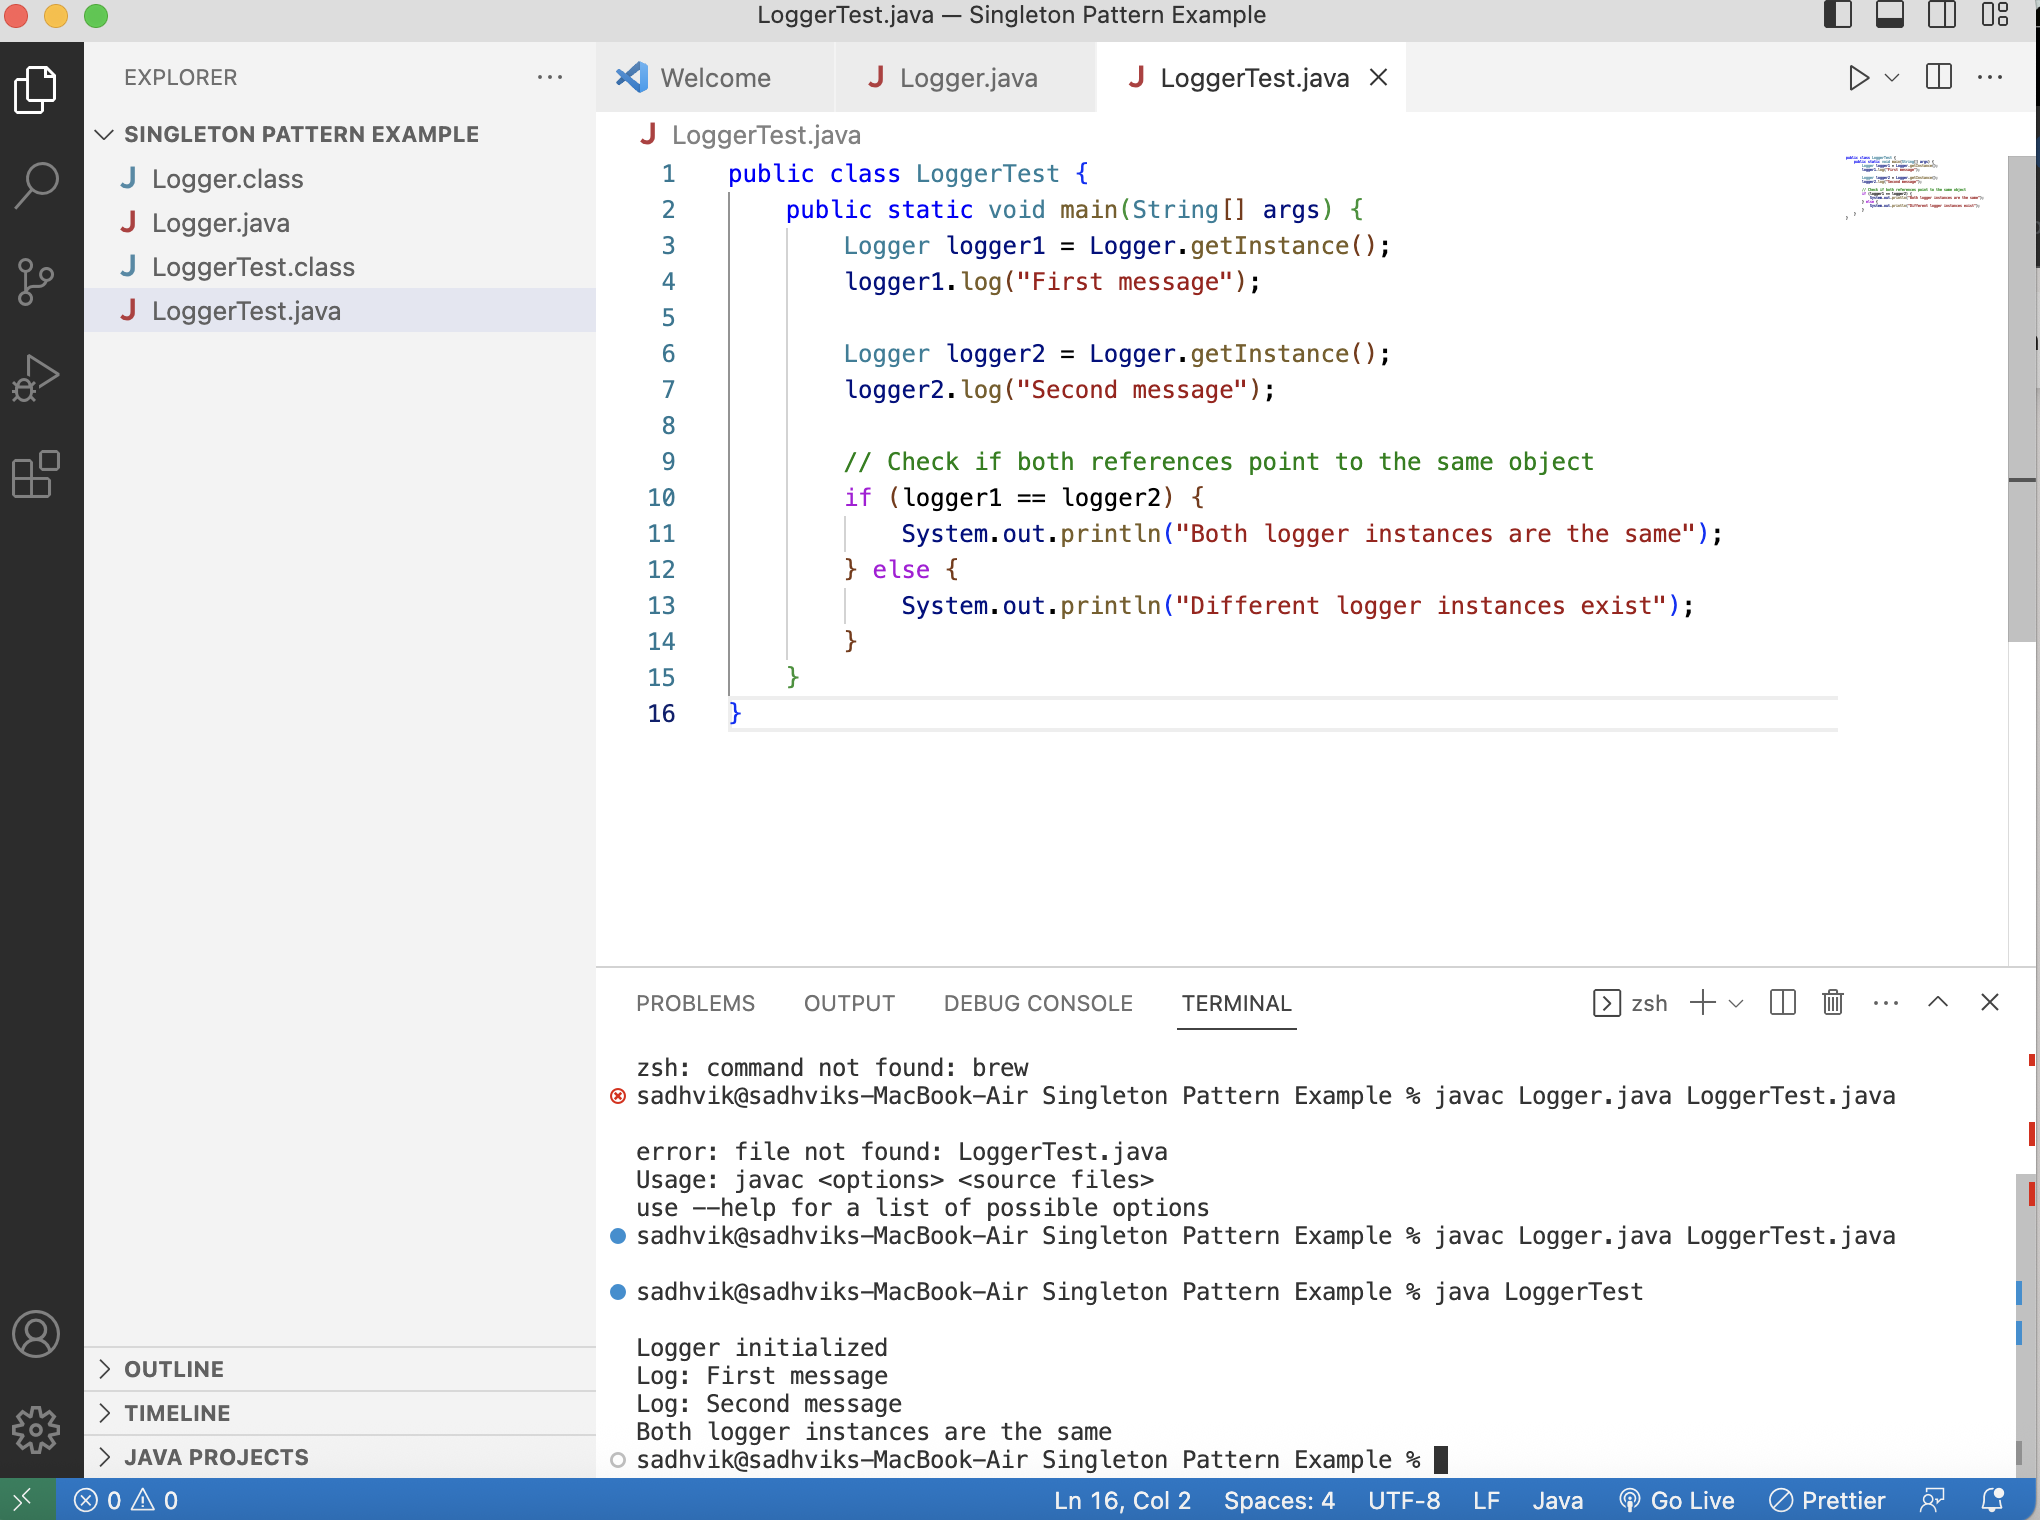 LoggerTest.java — Singleton Pattern Example
EXPLORER
SINGLETON PATTERN EXAMPLE
J Logger.class
J Logger.java
J LoggerTest.class
J LoggerTest.java
OUTLINE
TIMELINE
JAVA PROJECTS
Welcome
J Logger.java
J LoggerTest.java
J LoggerTest.java
1 public class LoggerTest {
2 public static void main(String[] args) {
3 Logger logger1 = Logger.getInstance();
4 logger1.log("First message");
5
6 Logger logger2 = Logger.getInstance();
7 logger2.log("Second message");
8
9 // Check if both references point to the same object
10 if (logger1 == logger2) {
11 System.out.println("Both logger instances are the same");
12 } else {
13 System.out.println("Different logger instances exist");
14 }
15 }
16 }
PROBLEMS OUTPUT DEBUG CONSOLE TERMINAL zsh
zsh: command not found: brew
sadhvik@sadhviks-MacBook-Air Singleton Pattern Example % javac Logger.java LoggerTest.java
error: file not found: LoggerTest.java
Usage: javac <options> <source files>
use --help for a list of possible options
sadhvik@sadhviks-MacBook-Air Singleton Pattern Example % javac Logger.java LoggerTest.java
sadhvik@sadhviks-MacBook-Air Singleton Pattern Example % java LoggerTest
Logger initialized
Log: First message
Log: Second message
Both logger instances are the same
sadhvik@sadhviks-MacBook-Air Singleton Pattern Example %
0 0 Ln 16, Col 2 Spaces: 4 UTF-8 LF Java Go Live Prettier